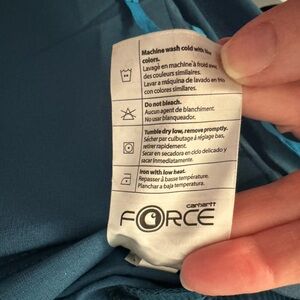 Machine wash cold with like
colors.
Lavage en machine à froid avec
des couleurs similaires.
Lavar a máquina de lavado en frio
con colores similares.
Do not bleach.
Aucun agent de blanchiment.
No usar blanqueador.
Tumble dry low, remove promptly.
Sécher par culbutage à réglage bas,
retirer rapidement.
Secar en secadora en ciclo delicado y
sacar inmediatamente.
Iron with low heat.
Repasser à basse température.
Planchar a baja temperatura.
carhartt
FORCE